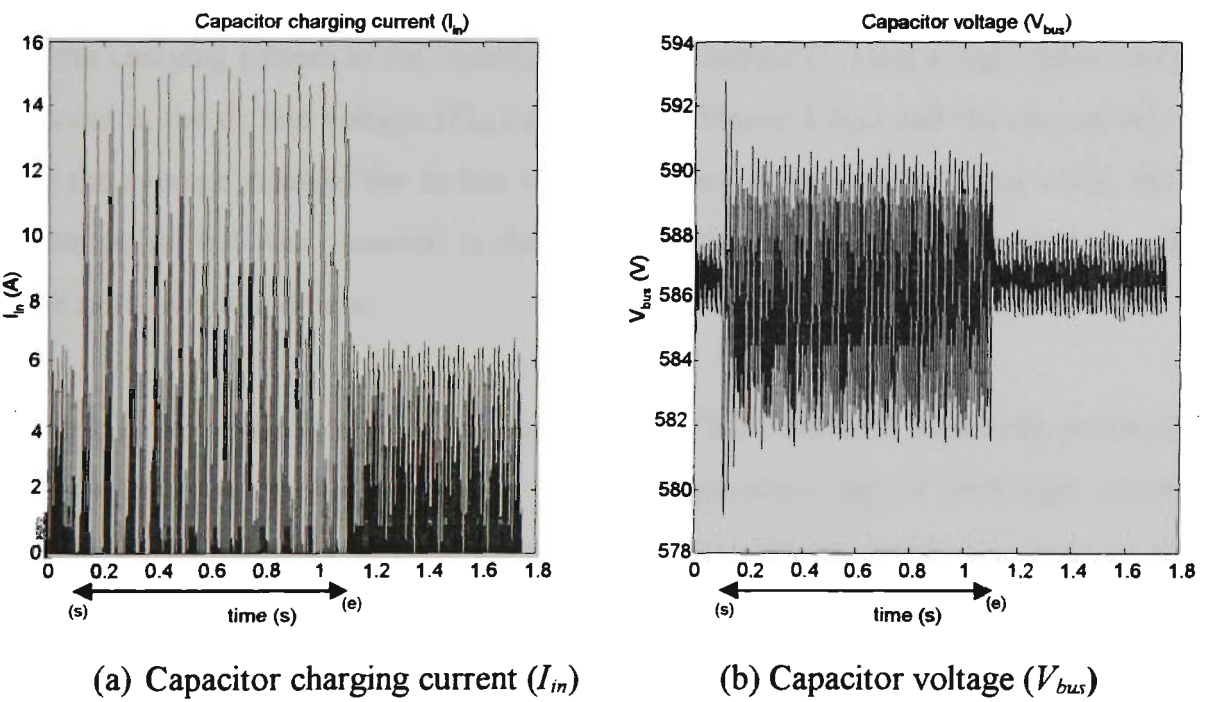 Capacitor charging current (I_in)
16
14
12
10
8
6
4
2
0
I_in (A)
0 0.2 0.4 0.6 0.8 1 1.2 1.4 1.6 1.8
(s) (e)
time (s)
(a) Capacitor charging current (I_in)
Capacitor voltage (V_bus)
594
592
590
588
586
584
582
580
578
V_bus (V)
0 0.2 0.4 0.6 0.8 1 1.2 1.4 1.6 1.8
(s) (e)
time (s)
(b) Capacitor voltage (V_bus)